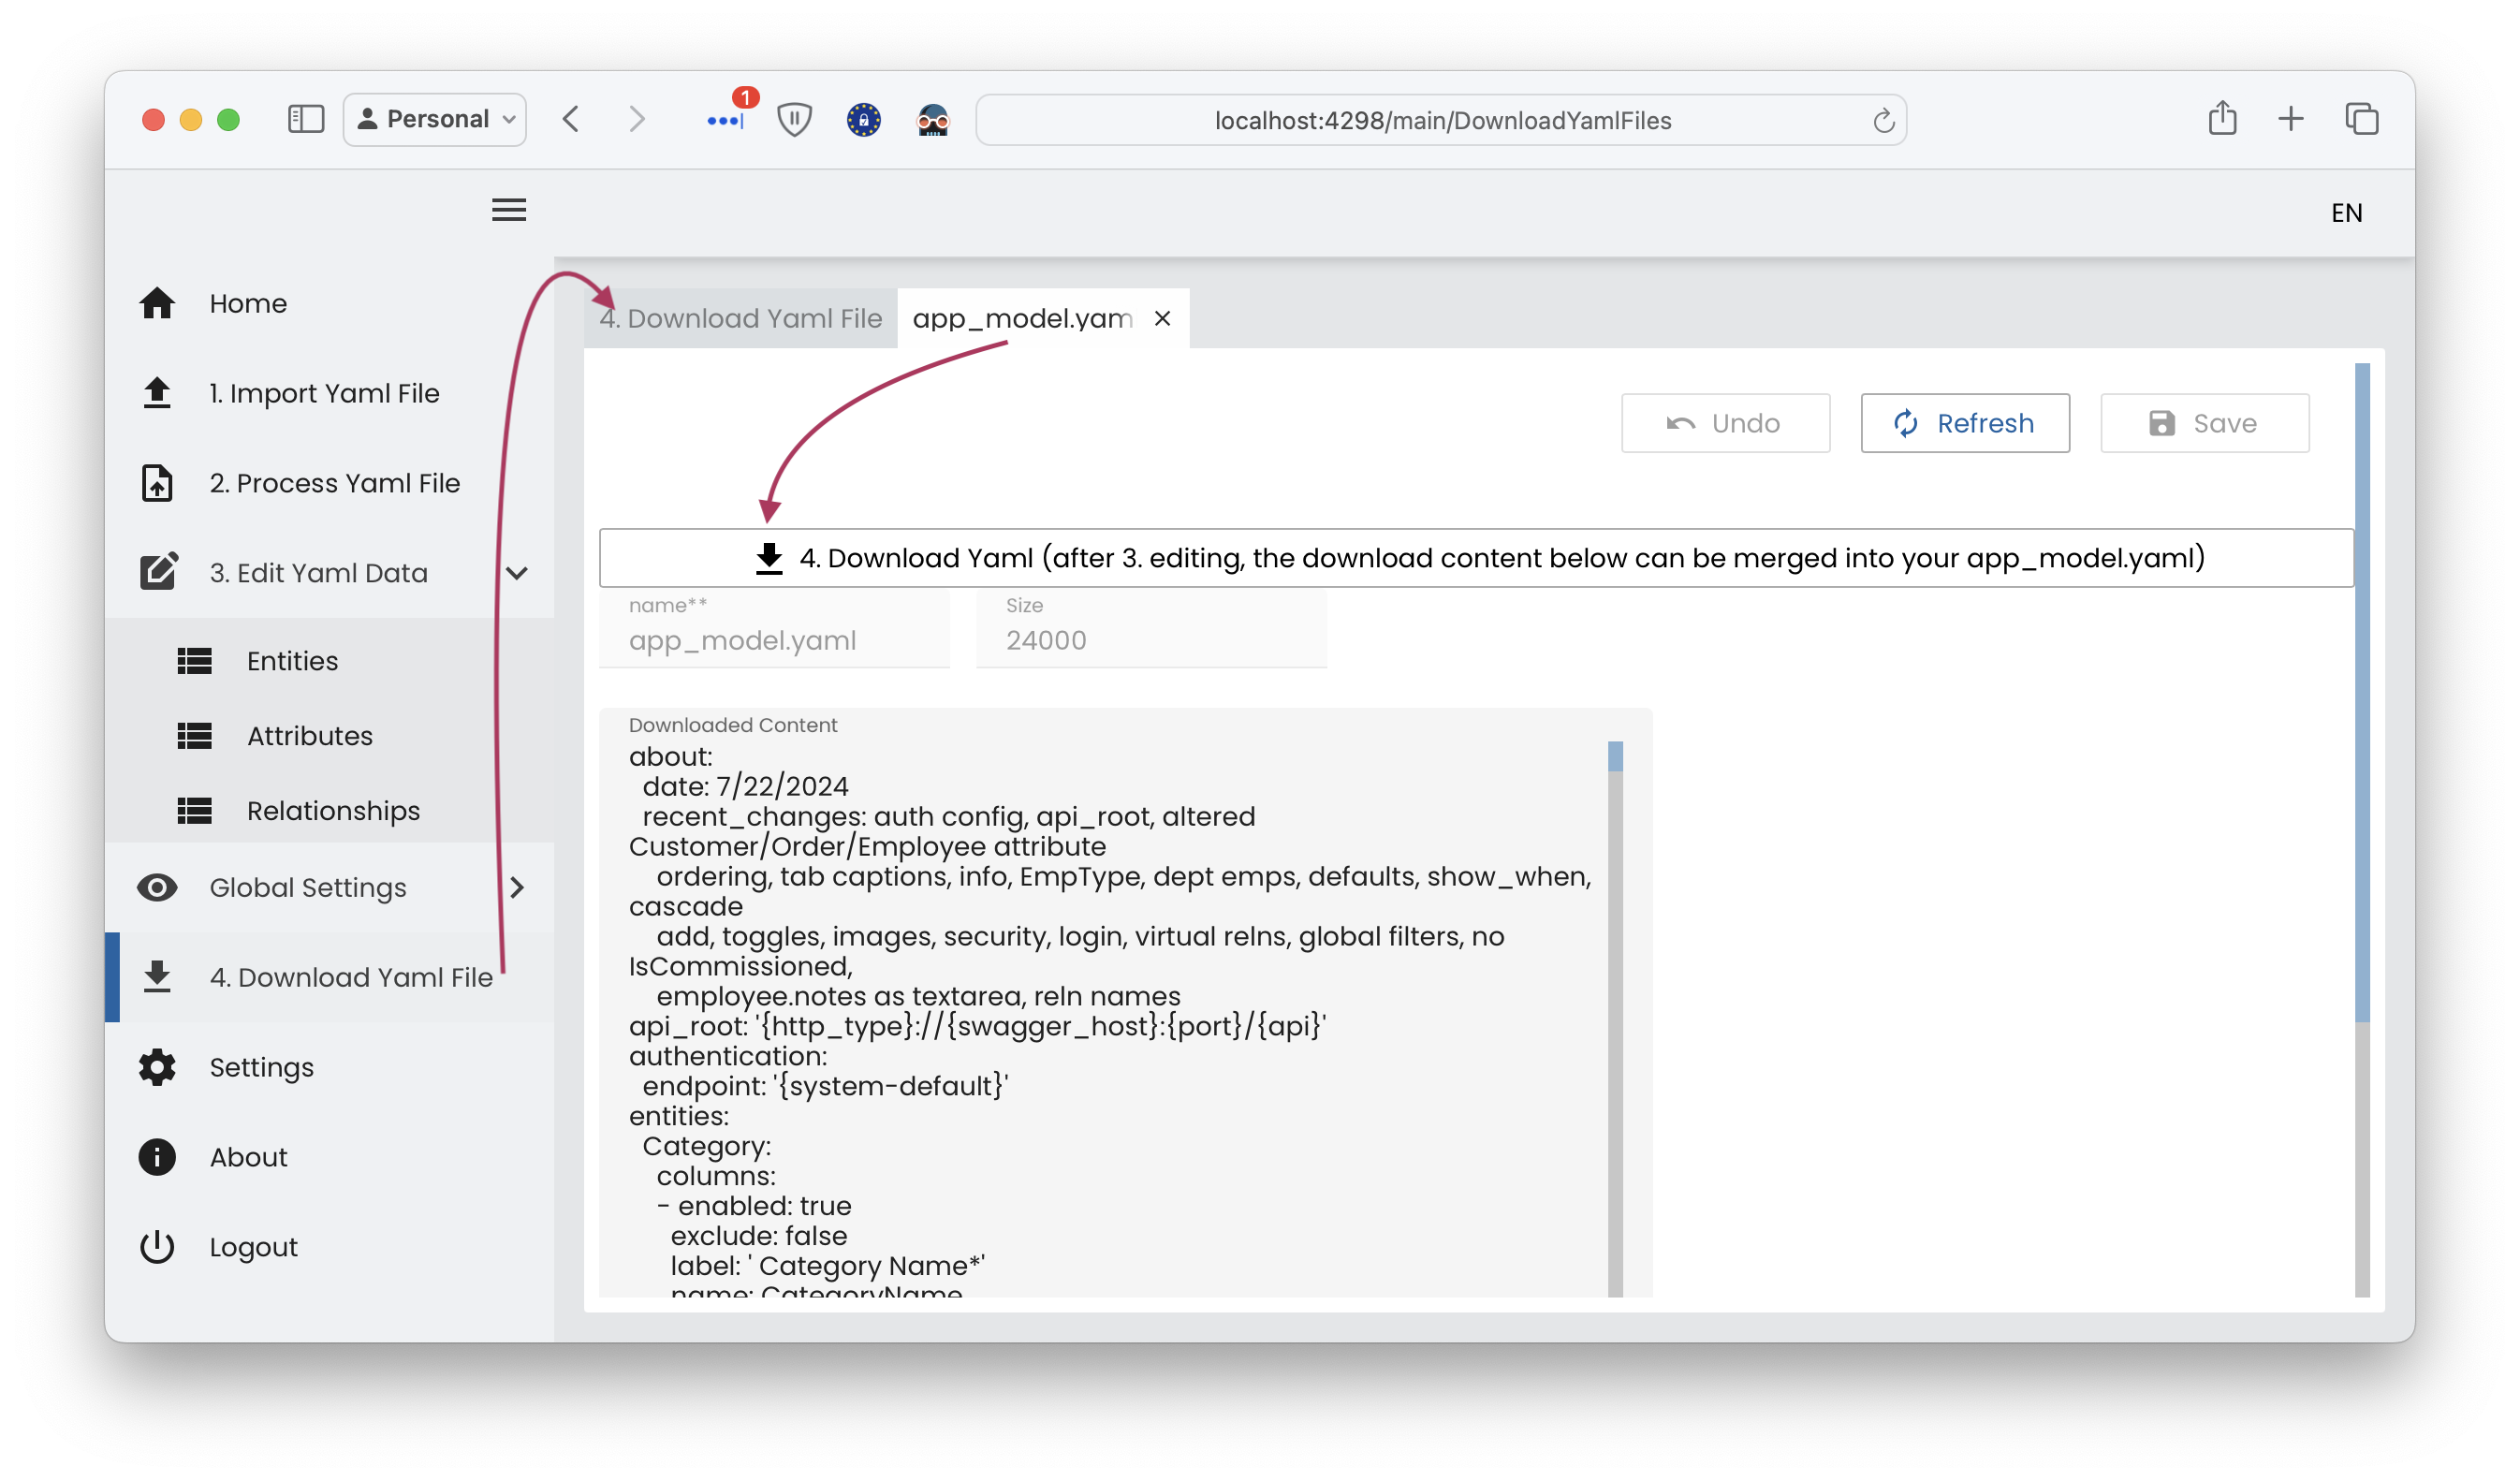 Personal
1
localhost:4298/main/DownloadYamlFiles
EN
Home
1. Import Yaml File
2. Process Yaml File
3. Edit Yaml Data
Entities
Attributes
Relationships
Global Settings
4. Download Yaml File
Settings
About
Logout
4. Download Yaml File
app_model.yam
Undo
Refresh
Save
4. Download Yaml (after 3. editing, the download content below can be merged into your app_model.yaml)
name**
app_model.yaml
Size
24000
Downloaded Content
about:
date: 7/22/2024
recent_changes: auth config, api_root, altered
Customer/Order/Employee attribute
ordering, tab captions, info, EmpType, dept emps, defaults, show_when,
cascade
add, toggles, images, security, login, virtual relns, global filters, no
IsCommissioned,
employee.notes as textarea, reln names
api_root: '{http_type}://{swagger_host}:{port}/{api}'
authentication:
endpoint: '{system-default}'
entities:
Category:
columns:
- enabled: true
exclude: false
label: ' Category Name*'
name: CategoryName